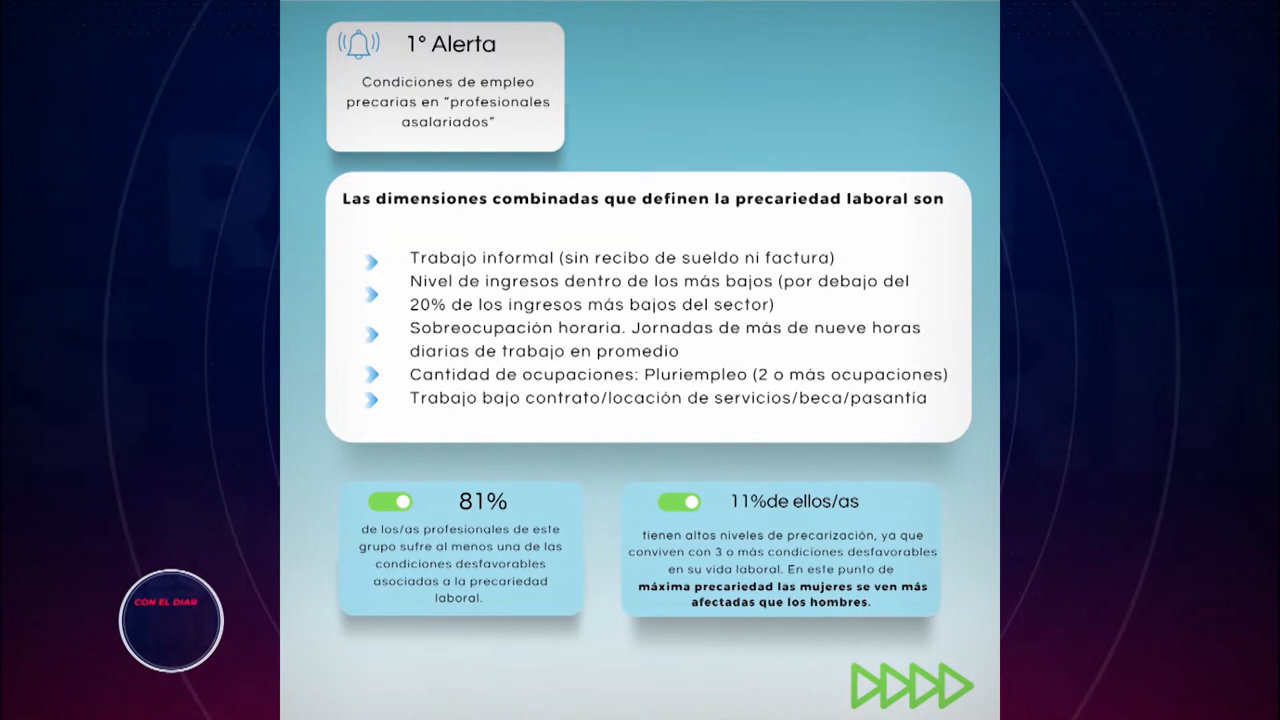 1° Alerta
Condiciones de empleo
precarias en “profesionales
asalariados”
Las dimensiones combinadas que definen la precariedad laboral son
Trabajo informal (sin recibo de sueldo ni factura)
Nivel de ingresos dentro de los más bajos (por debajo del
20% de los ingresos más bajos del sector)
Sobreocupación horaria. Jornadas de más de nueve horas
diarias de trabajo en promedio
Cantidad de ocupaciones: Pluriempleo (2 o más ocupaciones)
Trabajo bajo contrato/locación de servicios/beca/pasantía
81%
de los/as profesionales de este
grupo sufre al menos una de las
condiciones desfavorables
asociadas a la precariedad
laboral.
11%de ellos/as
tienen altos niveles de precarización, ya que
conviven con 3 o más condiciones desfavorables
en su vida laboral. En este punto de
máxima precariedad las mujeres se ven más
afectadas que los hombres.
CON EL DIAR